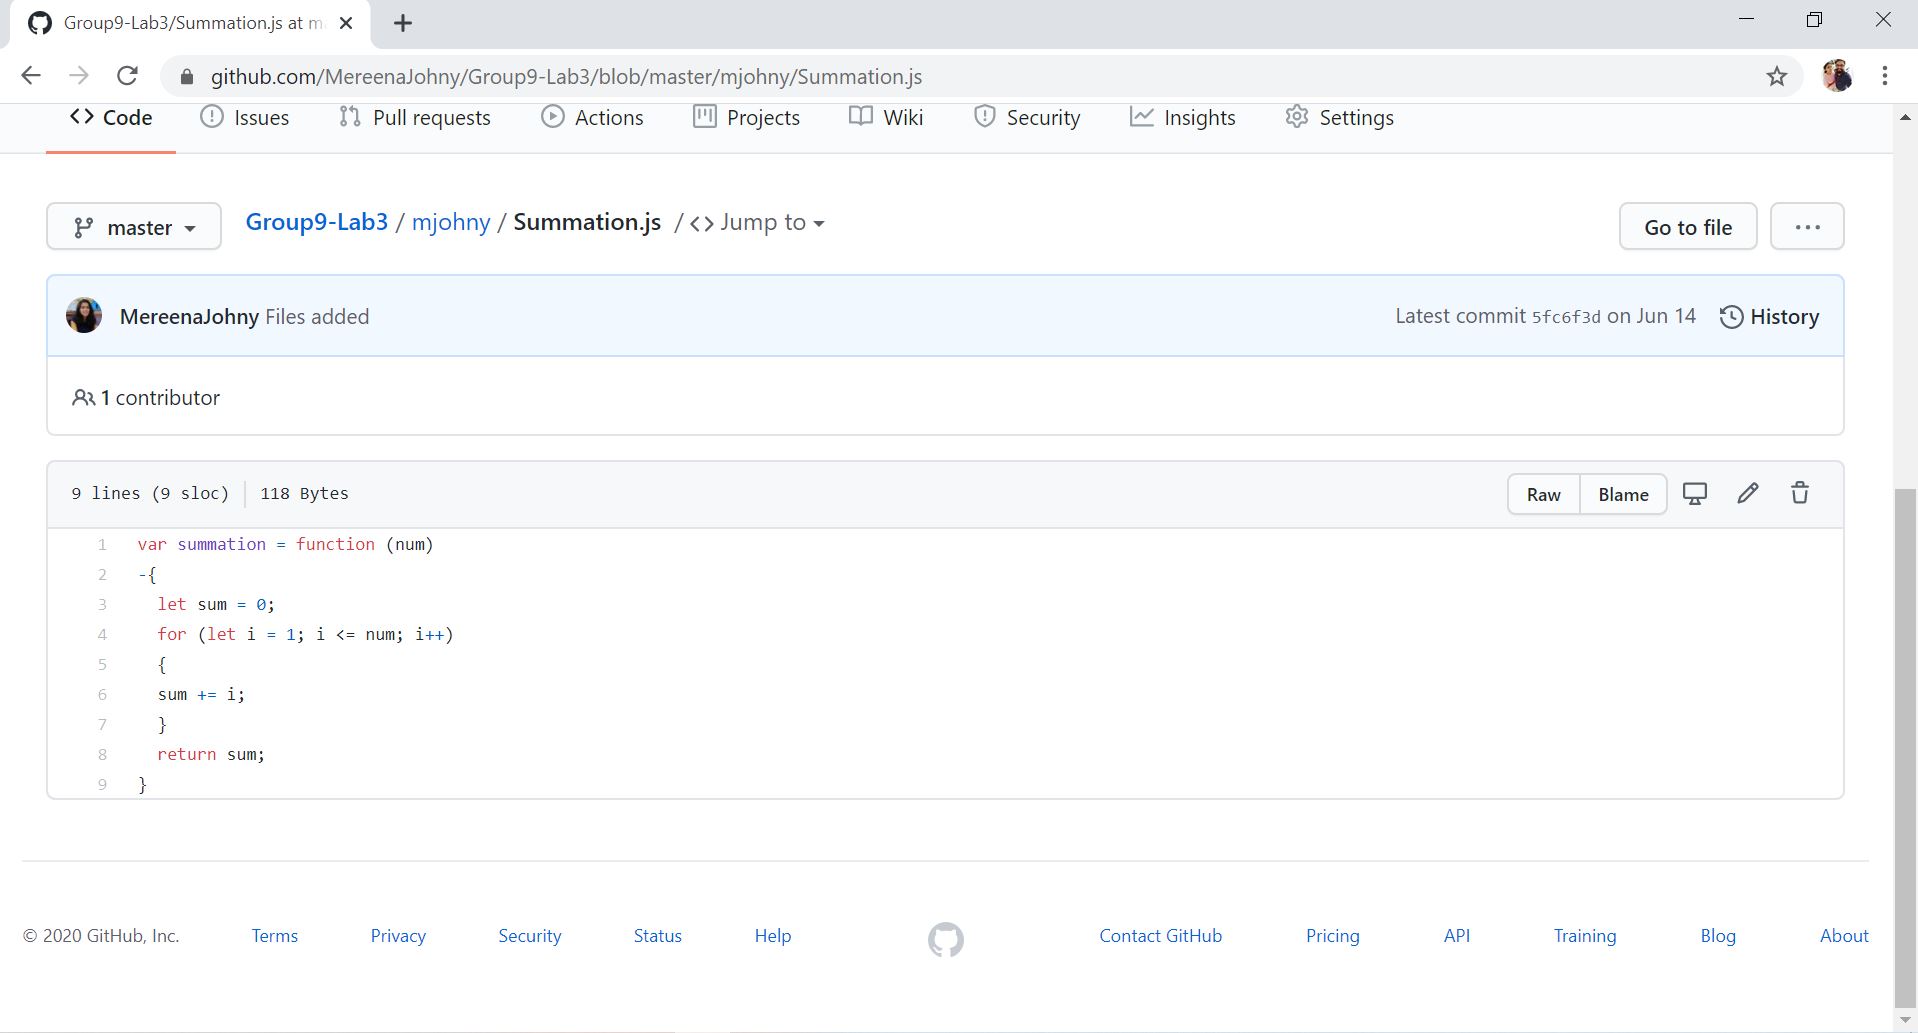 Group9-Lab3/Summation.js at m
github.com/MereenaJohny/Group9-Lab3/blob/master/mjohny/Summation.js
Code Issues Pull requests Actions Projects Wiki Security Insights Settings
master Group9-Lab3 / mjohny / Summation.js / <> Jump to Go to file ...
MereenaJohny Files added Latest commit 5fc6f3d on Jun 14 History
1 contributor
9 lines (9 sloc) 118 Bytes Raw Blame
1 var summation = function (num)
2 -{
3 let sum = 0;
4 for (let i = 1; i <= num; i++)
5 {
6 sum += i;
7 }
8 return sum;
9 }
© 2020 GitHub, Inc. Terms Privacy Security Status Help Contact GitHub Pricing API Training Blog About